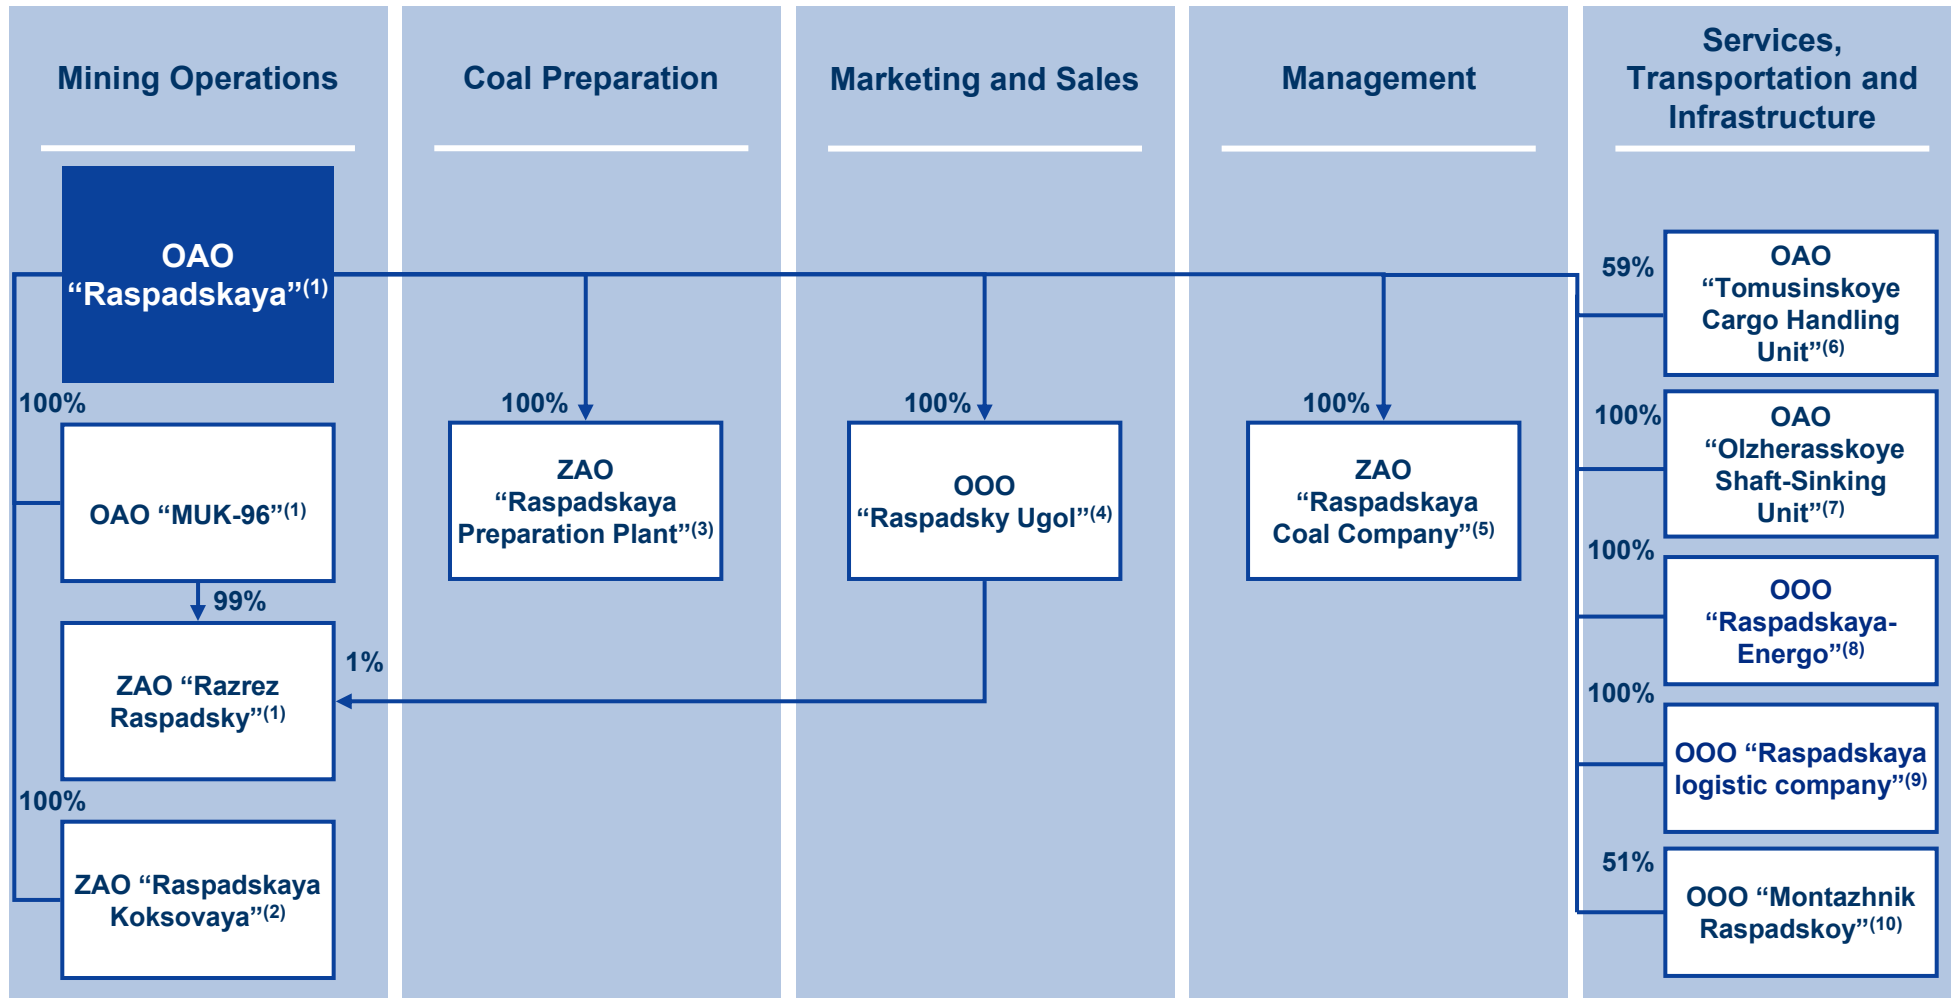 Mining Operations
Coal Preparation
Marketing and Sales
Management
Services,
Transportation and
Infrastructure
OAO
“Raspadskaya”(1)
100%
OAO “MUK-96”(1)
99%
ZAO “Razrez
Raspadsky”(1)
1%
100%
ZAO “Raspadskaya
Koksovaya”(2)
100%
ZAO
“Raspadskaya
Preparation Plant”(3)
100%
OOO
“Raspadsky Ugol”(4)
100%
ZAO
“Raspadskaya
Coal Company”(5)
59%
OAO
“Tomusinskoye
Cargo Handling
Unit”(6)
100%
OAO
“Olzherasskoye
Shaft-Sinking
Unit”(7)
100%
OOO
“Raspadskaya-
Energo”(8)
100%
OOO “Raspadskaya
logistic company”(9)
51%
OOO “Montazhnik
Raspadskoy”(10)